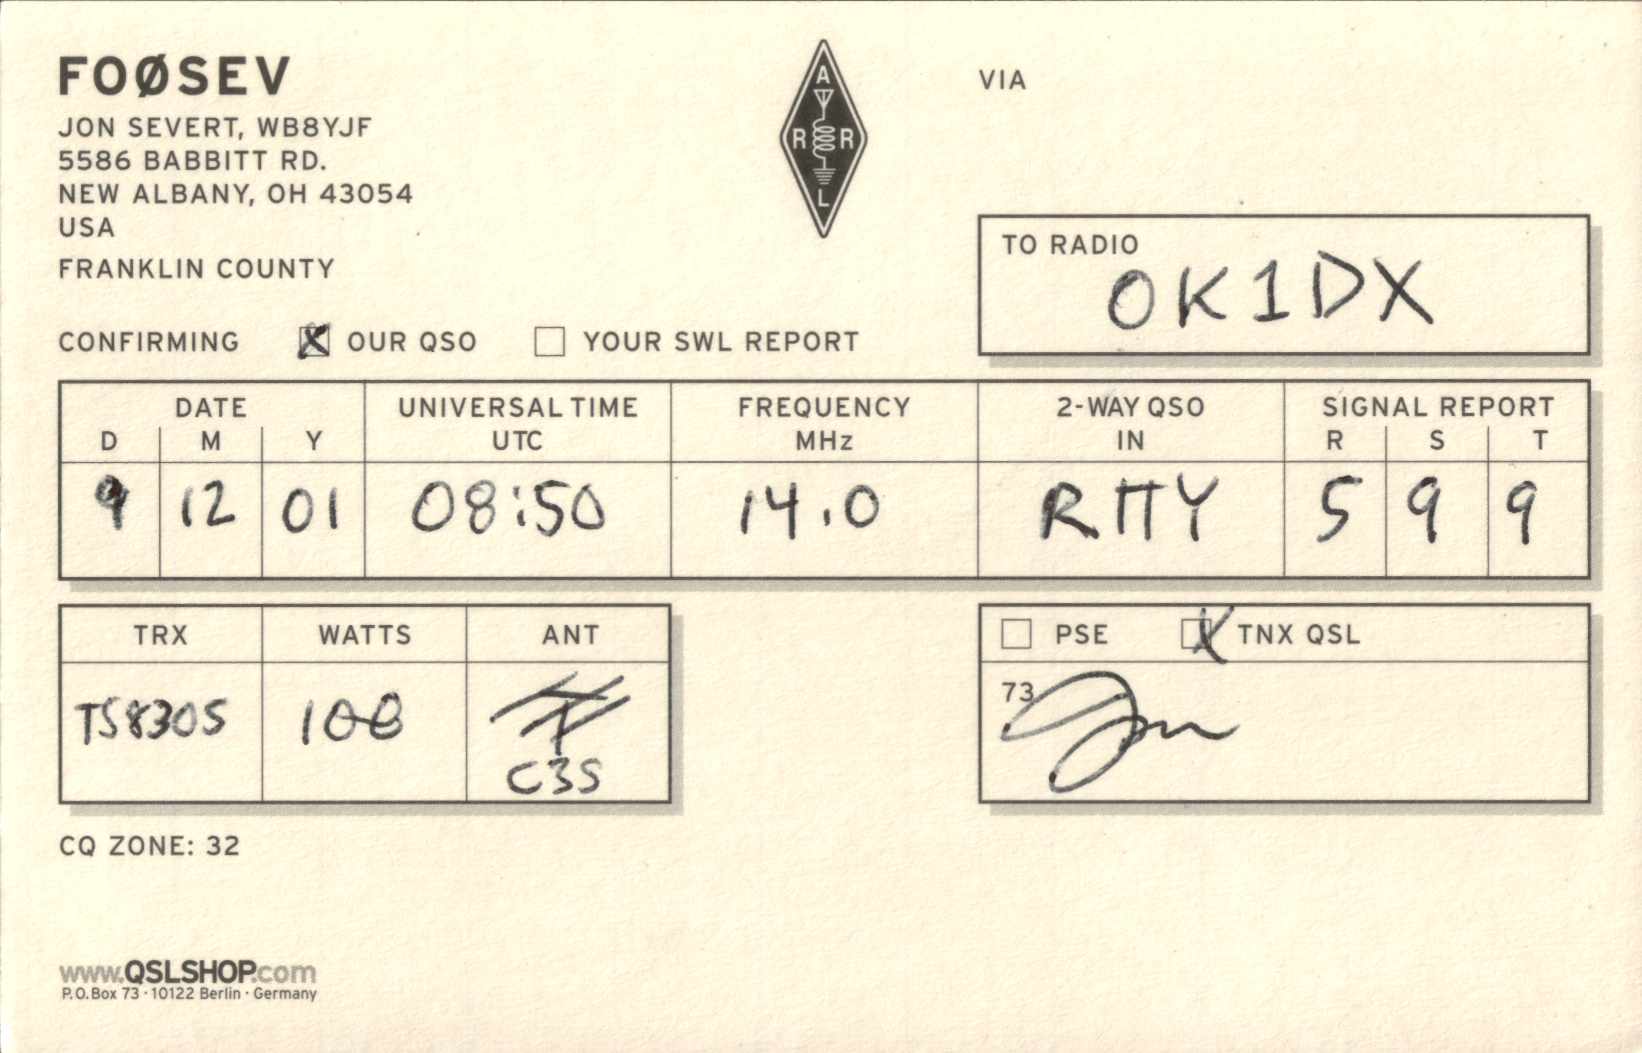 FOØSEV
JON SEVERT, WB8YJF
5586 BABBITT RD.
NEW ALBANY, OH 43054
USA
FRANKLIN COUNTY
A
R R
L
VIA
TO RADIO
OK1DX
CONFIRMING X OUR QSO YOUR SWL REPORT
DATE UNIVERSAL TIME FREQUENCY 2-WAY QSO SIGNAL REPORT
D M Y UTC MHz IN R S T
9 12 01 08:50 14.0 RTTY 5 9 9
TRX WATTS ANT
TS830S 100
C3S
PSE X TNX QSL
73
CQ ZONE: 32
www.QSLSHOP.com
P.O.Box 73 · 10122 Berlin · Germany